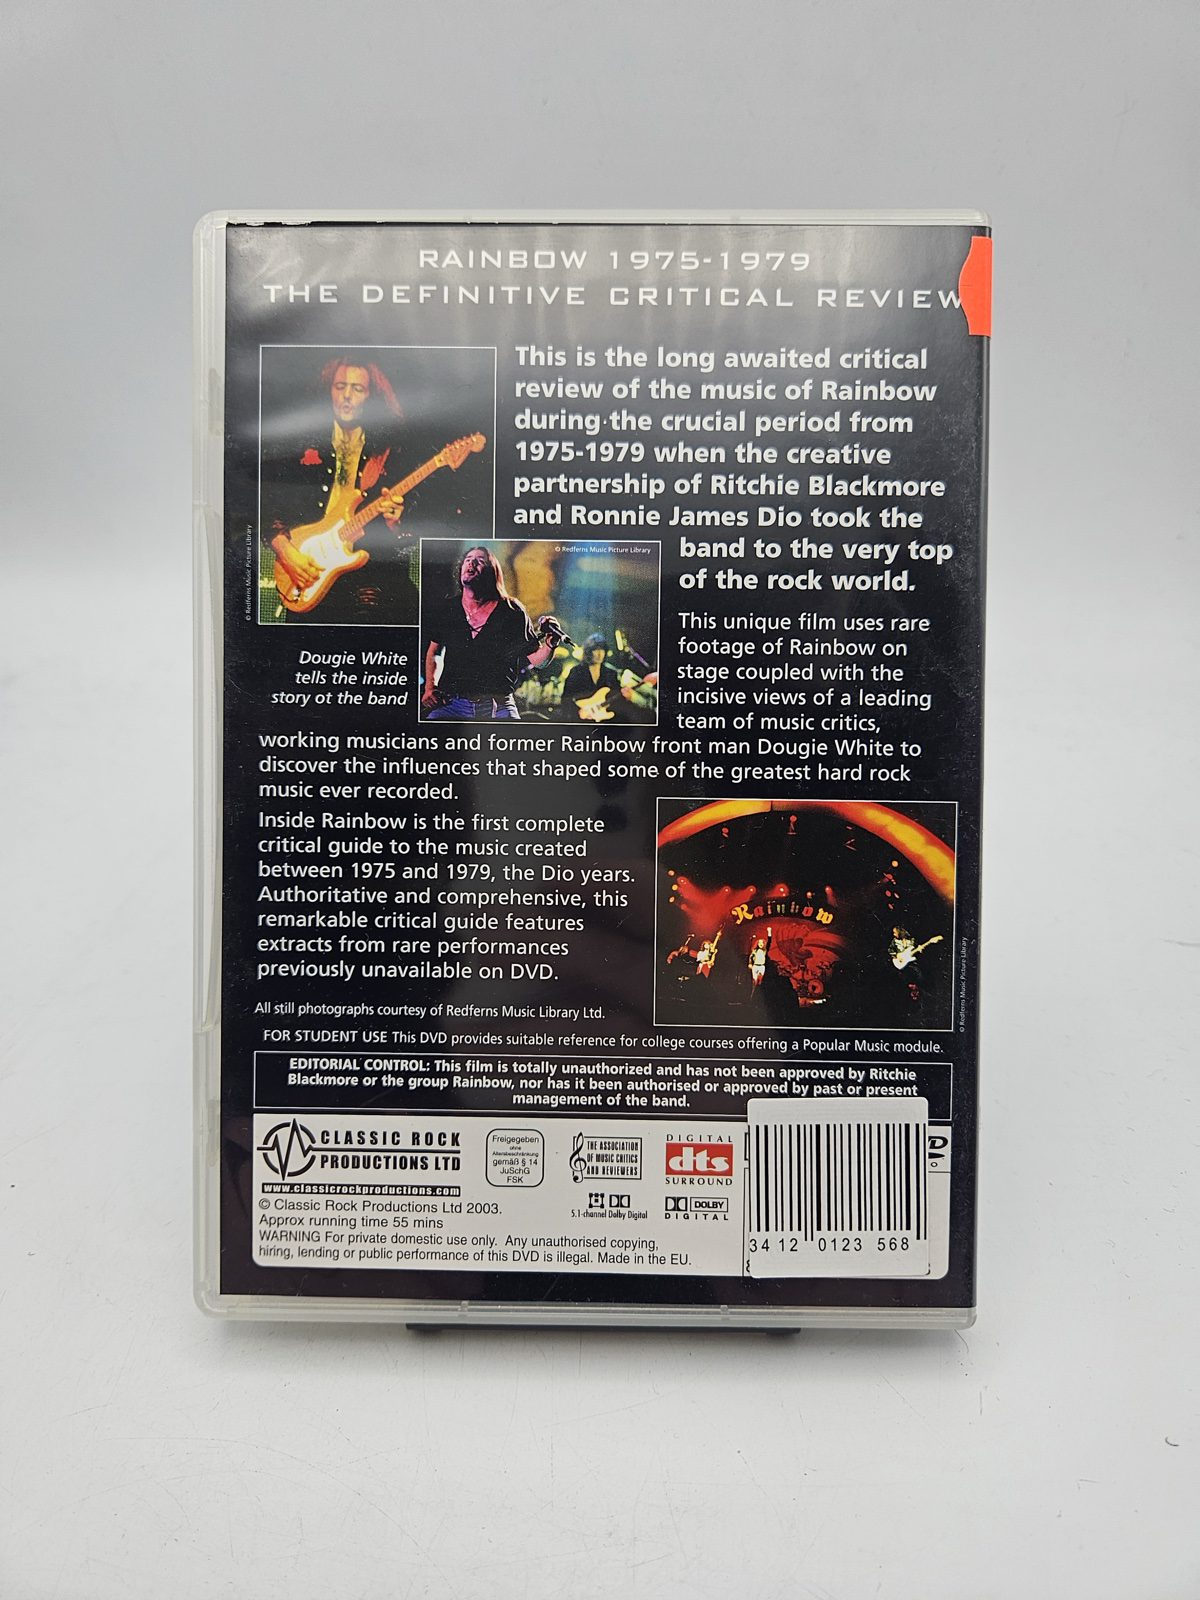 RAINBOW 1975-1979
THE DEFINITIVE CRITICAL REVIEW
This is the long awaited critical
review of the music of Rainbow
during the crucial period from
1975-1979 when the creative
partnership of Ritchie Blackmore
and Ronnie James Dio took the
band to the very top
of the rock world.
© Redferns Music Picture Library
© Redferns Music Picture Library
Dougie White
tells the inside
story ot the band
This unique film uses rare
footage of Rainbow on
stage coupled with the
incisive views of a leading
team of music critics,
working musicians and former Rainbow front man Dougie White to
discover the influences that shaped some of the greatest hard rock
music ever recorded.
Inside Rainbow is the first complete
critical guide to the music created
between 1975 and 1979, the Dio years.
Authoritative and comprehensive, this
remarkable critical guide features
extracts from rare performances
previously unavailable on DVD.
Rainbow
© Redferns Music Picture Library
All still photographs courtesy of Redferns Music Library Ltd.
FOR STUDENT USE This DVD provides suitable reference for college courses offering a Popular Music module.
EDITORIAL CONTROL: This film is totally unauthorized and has not been approved by Ritchie
Blackmore or the group Rainbow, nor has it been authorised or approved by past or present
management of the band.
CLASSIC ROCK
PRODUCTIONS LTD
www.classicrockproductions.com
Freigegeben
ohne
Altersbeschränkung
gemäß § 14
JuSchG
FSK
THE ASSOCIATION
OF MUSIC CRITICS
AND REVIEWERS
5.1-channel Dolby Digital
DIGITAL
dts
SURROUND
DOLBY
DIGITAL
© Classic Rock Productions Ltd 2003.
Approx running time 55 mins
WARNING For private domestic use only. Any unauthorised copying,
hiring, lending or public performance of this DVD is illegal. Made in the EU.
34 12 0123 568